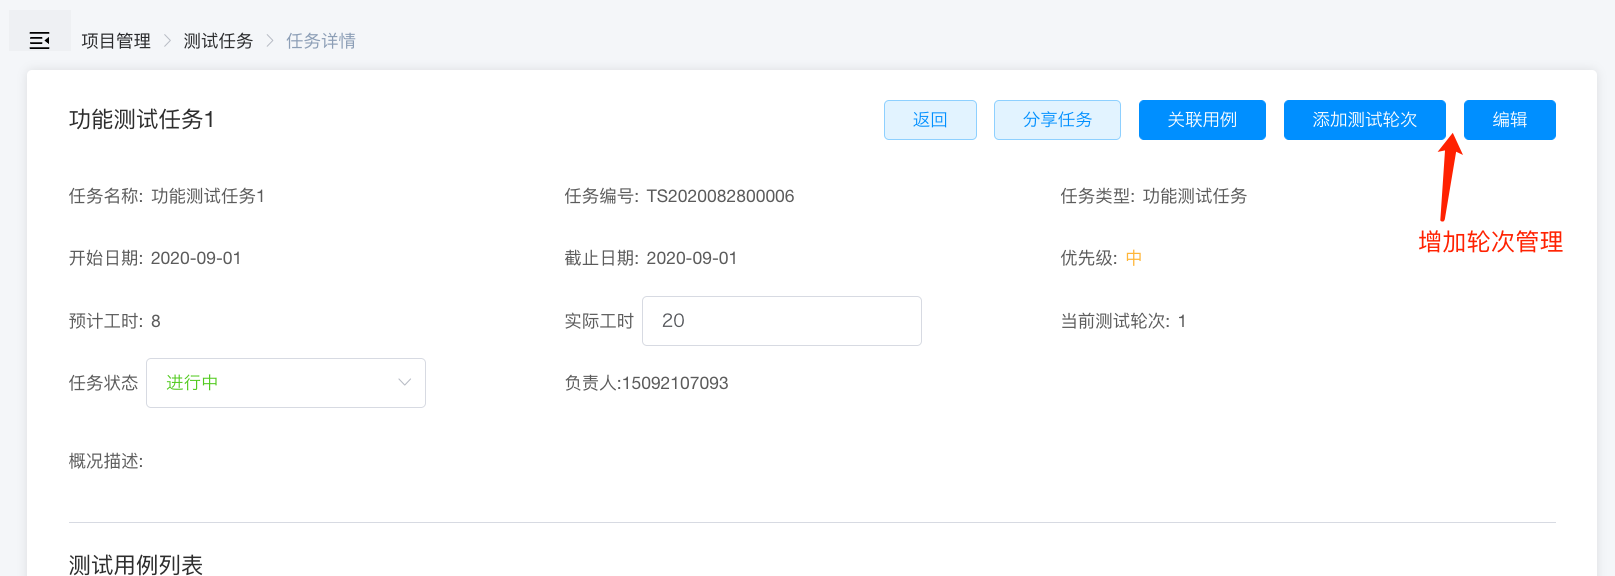 项目管理 > 测试任务 > 任务详情
功能测试任务1 返回 分享任务 关联用例 添加测试轮次 编辑
任务名称: 功能测试任务1 任务编号: TS2020082800006 任务类型: 功能测试任务
增加轮次管理
开始日期: 2020-09-01 截止日期: 2020-09-01 优先级: 中
预计工时: 8 实际工时 20 当前测试轮次: 1
任务状态 进行中 负责人:15092107093
概况描述:
测试用例列表